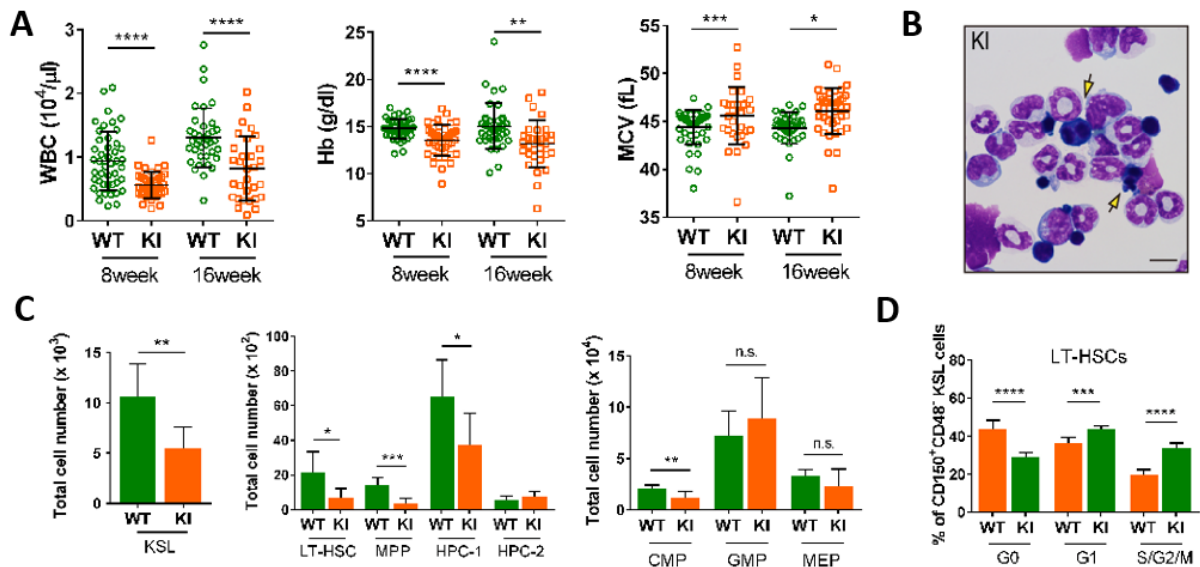 A
WBC (10⁴/μl)
3
2
1
0
****
****
WT KI WT KI
8week 16week
Hb (g/dl)
25
20
15
10
5
****
**
WT KI WT KI
8week 16week
MCV (fL)
55
50
45
40
35
***
*
WT KI WT KI
8week 16week
B
KI
C
Total cell number (x 10³)
15
10
5
0
**
WT KI
KSL
Total cell number (x 10²)
100
80
60
40
20
0
*
***
*
WT KI WT KI WT KI WT KI
LT-HSC MPP HPC-1 HPC-2
Total cell number (x 10⁴)
15
10
5
0
**
n.s.
n.s.
WT KI WT KI WT KI
CMP GMP MEP
D
LT-HSCs
% of CD150⁺CD48⁻ KSL cells
80
60
40
20
0
****
***
****
WT KI WT KI WT KI
G0 G1 S/G2/M